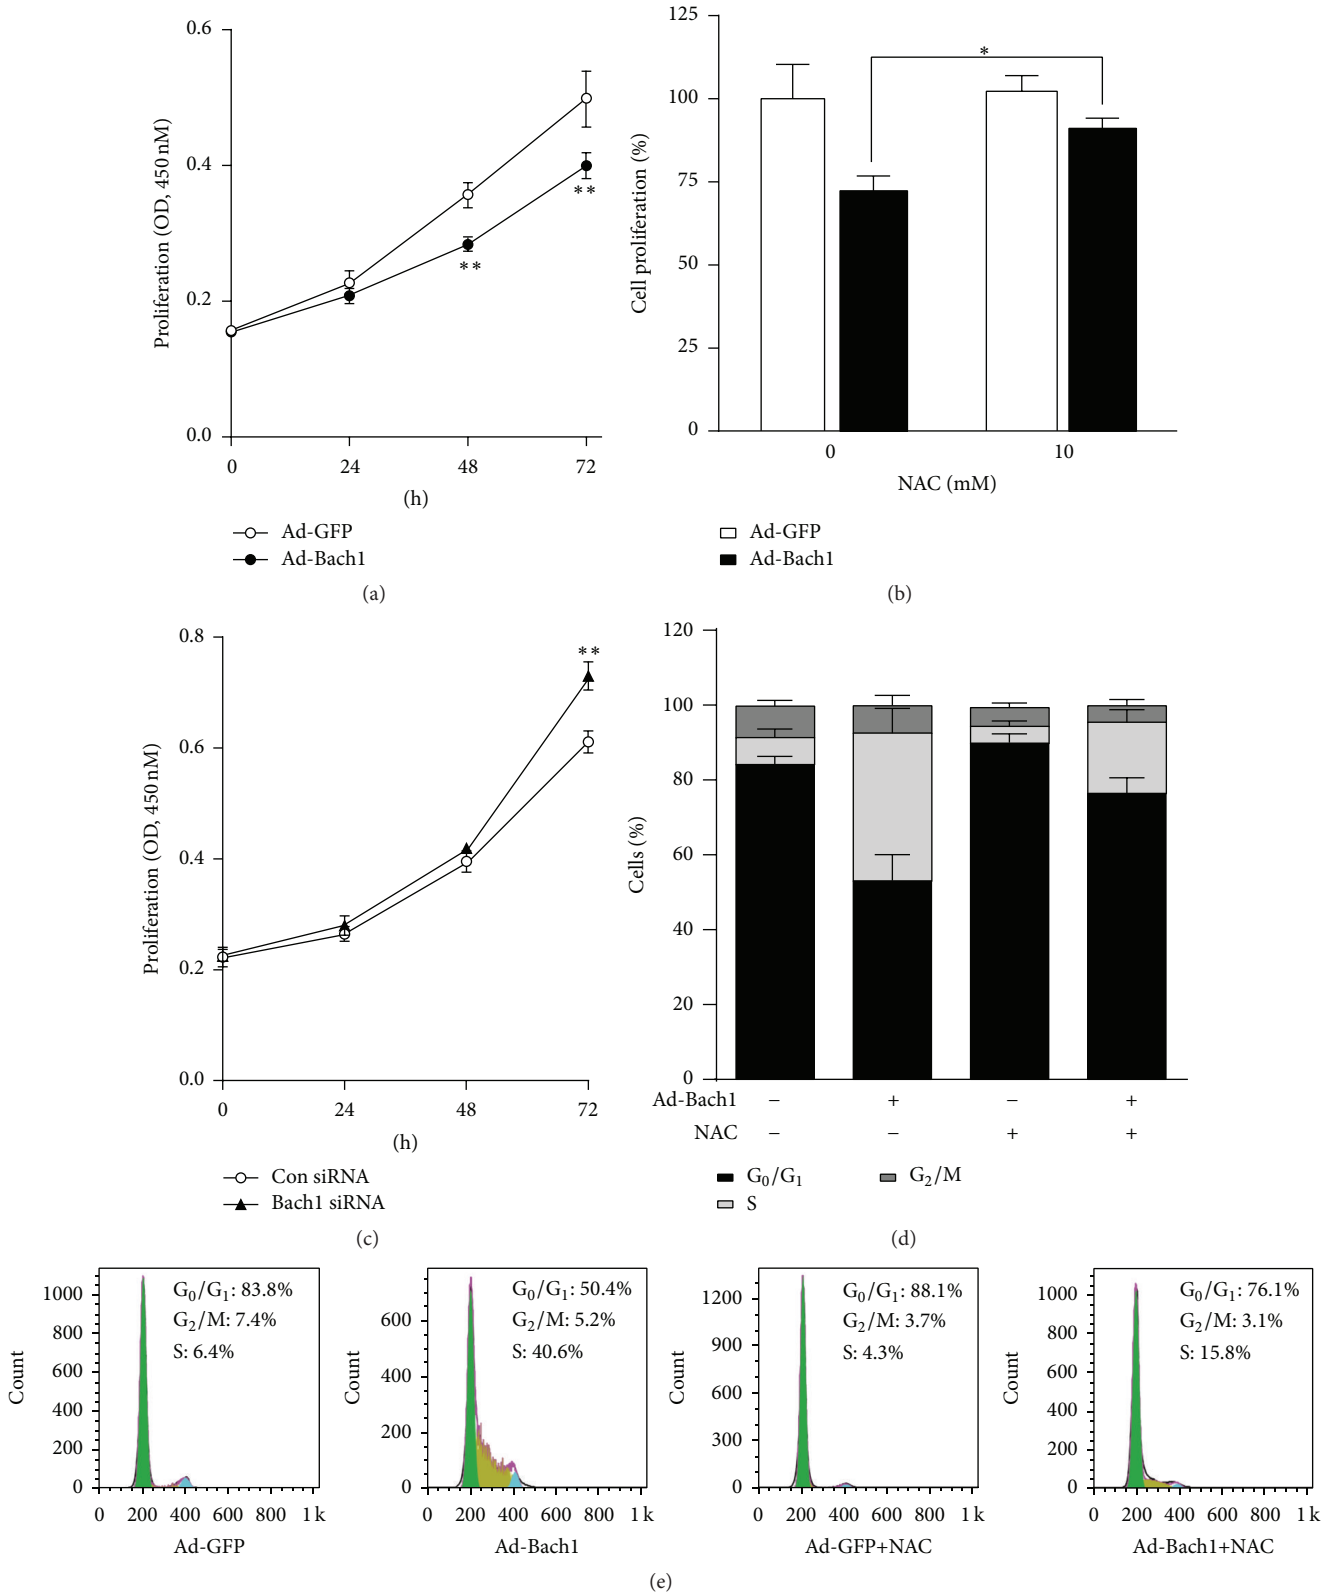 0.6
0.4
0.2
0.0
Proliferation (OD, 450 nM)
**
**
0 24 48 72
(h)
Ad-GFP
Ad-Bach1
(a)
125
100
75
50
25
0
Cell proliferation (%)
*
0 10
NAC (mM)
Ad-GFP
Ad-Bach1
(b)
0.8
0.6
0.4
0.2
0.0
Proliferation (OD, 450 nM)
**
0 24 48 72
(h)
Con siRNA
Bach1 siRNA
(c)
120
100
80
60
40
20
0
Cells (%)
Ad-Bach1 − + − +
NAC − − + +
G₀/G₁ G₂/M
S
(d)
1000
800
600
400
200
0
Count
G₀/G₁: 83.8%
G₂/M: 7.4%
S: 6.4%
0 200 400 600 800 1 k
Ad-GFP
600
400
200
0
Count
G₀/G₁: 50.4%
G₂/M: 5.2%
S: 40.6%
0 200 400 600 800 1 k
Ad-Bach1
1200
900
600
300
0
Count
G₀/G₁: 88.1%
G₂/M: 3.7%
S: 4.3%
0 200 400 600 800 1 k
Ad-GFP+NAC
1000
800
600
400
200
0
Count
G₀/G₁: 76.1%
G₂/M: 3.1%
S: 15.8%
0 200 400 600 800 1 k
Ad-Bach1+NAC
(e)